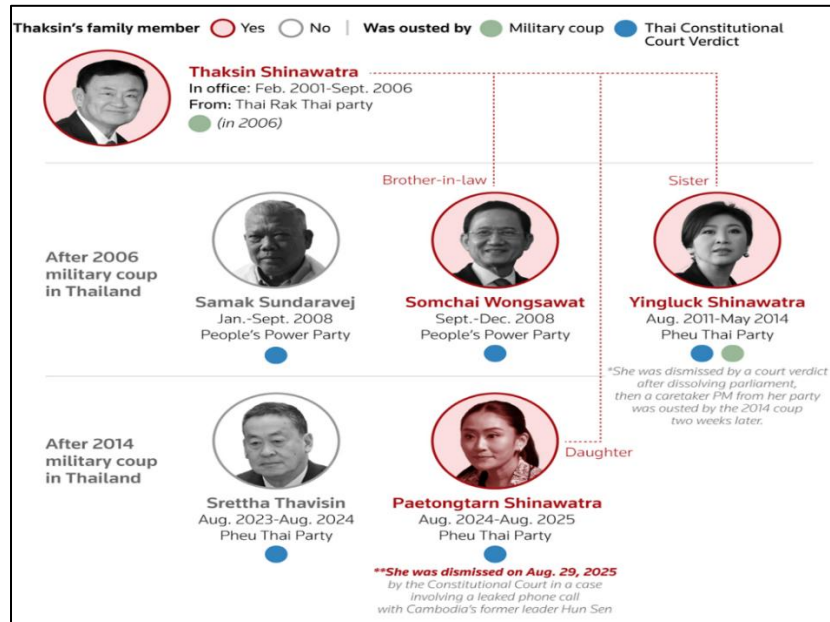 Thaksin's family member Yes No | Was ousted by Military coup Thai Constitutional
Court Verdict
Thaksin Shinawatra
In office: Feb. 2001-Sept. 2006
From: Thai Rak Thai party
(in 2006)
Brother-in-law
Sister
After 2006
military coup
in Thailand
Samak Sundaravej
Jan.-Sept. 2008
People's Power Party
Somchai Wongsawat
Sept.-Dec. 2008
People's Power Party
Yingluck Shinawatra
Aug. 2011-May 2014
Pheu Thai Party
*She was dismissed by a court verdict
after dissolving parliament,
then a caretaker PM from her party
was ousted by the 2014 coup
two weeks later.
After 2014
military coup
in Thailand
Daughter
Srettha Thavisin
Aug. 2023-Aug. 2024
Pheu Thai Party
Paetongtarn Shinawatra
Aug. 2024-Aug. 2025
Pheu Thai Party
**She was dismissed on Aug. 29, 2025
by the Constitutional Court in a case
involving a leaked phone call
with Cambodia's former leader Hun Sen